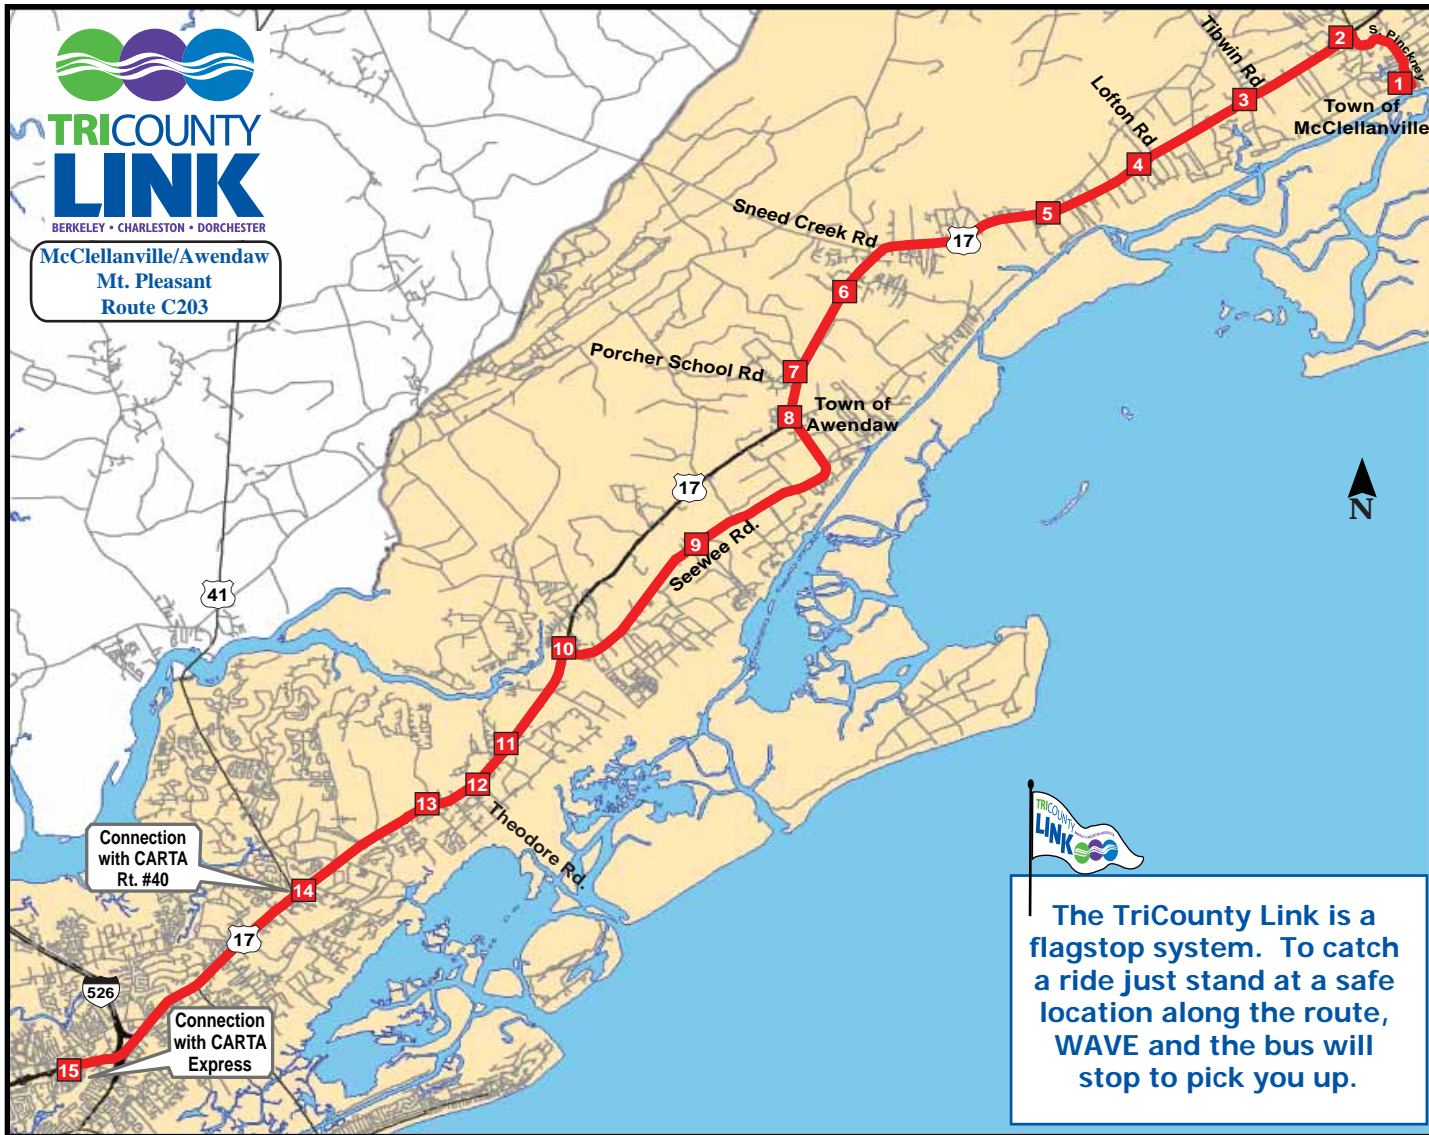 TRICOUNTY
LINK
BERKELEY • CHARLESTON • DORCHESTER
McClellanville/Awendaw
Mt. Pleasant
Route C203
S. Pinckney
2
1
Town of
McClellanville
Tibwin Rd
3
Lofton Rd
4
5
17
Sneed Creek Rd
6
Porcher School Rd
7
8
Town of
Awendaw
17
9
Seewee Rd.
N
41
10
11
12
13
Theodore Rd.
Connection
with CARTA
Rt. #40
14
17
526
Connection
with CARTA
Express
15
TRICOUNTY
LINK
The TriCounty Link is a
flagstop system. To catch
a ride just stand at a safe
location along the route,
WAVE and the bus will
stop to pick you up.